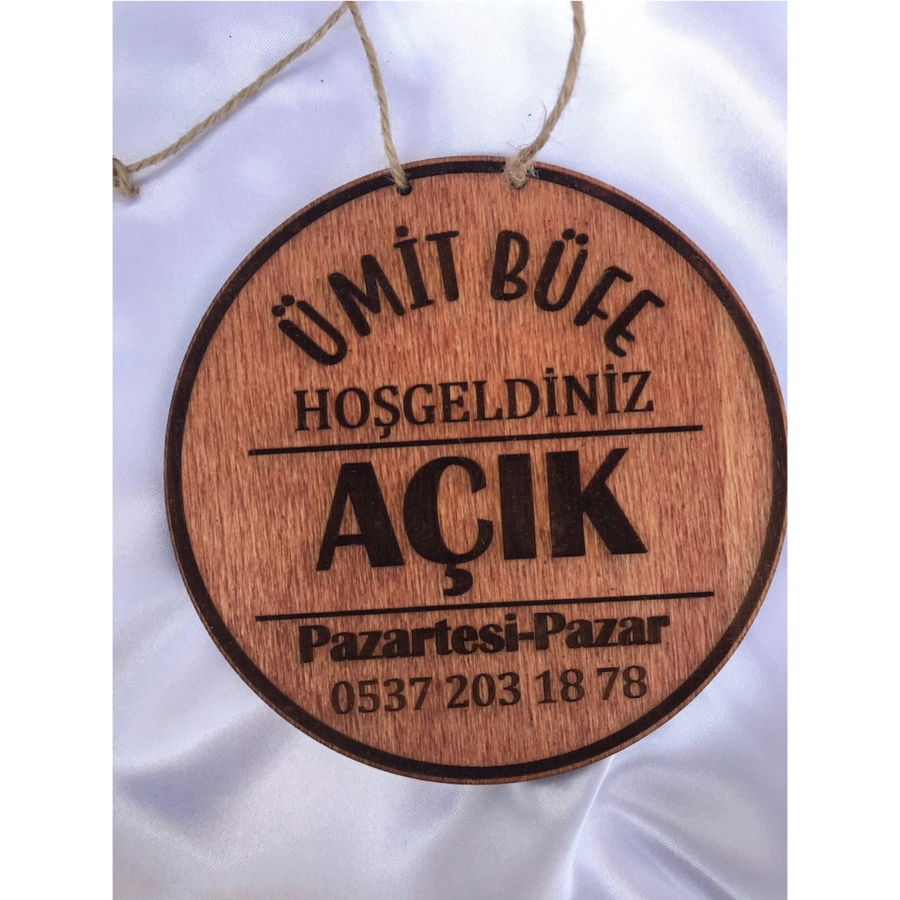 ÜMİT BÜFE
HOŞGELDİNİZ
AÇIK
Pazartesi-Pazar
0537 203 18 78